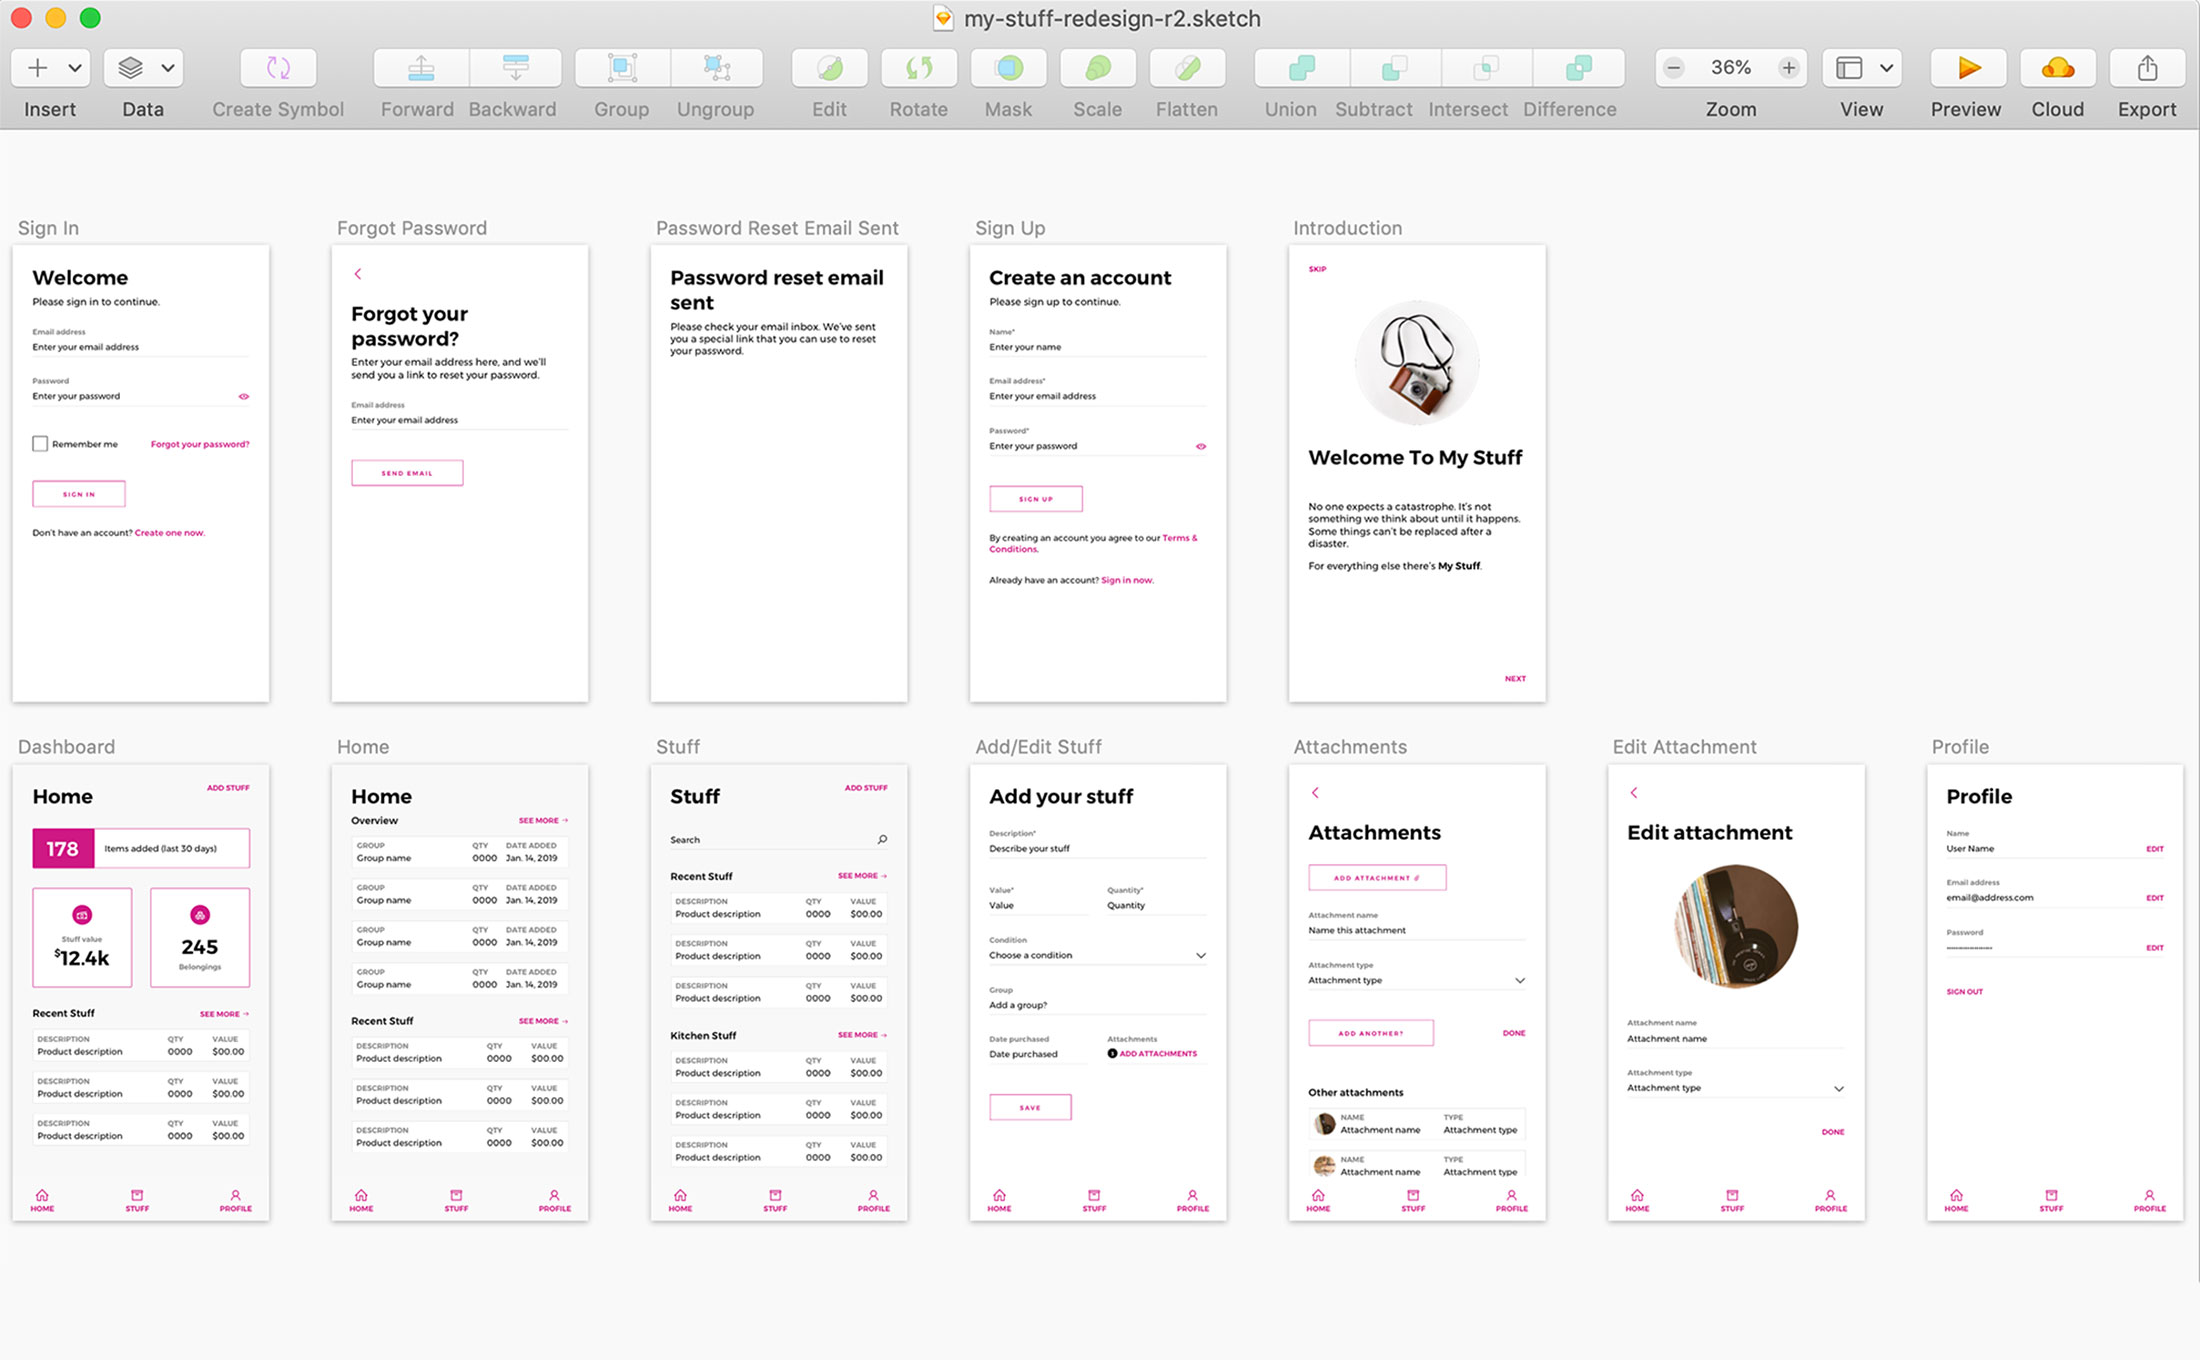 my-stuff-redesign-r2.sketch
36%
Insert Data Create Symbol Forward Backward Group Ungroup Edit Rotate Mask Scale Flatten Union Subtract Intersect Difference Zoom View Preview Cloud Export
Sign In
Welcome
Please sign in to continue.
Email address
Enter your email address
Password
Enter your password
Remember me Forgot your password?
SIGN IN
Don't have an account? Create one now.
Forgot Password
Forgot your
password?
Enter your email address here, and we'll
send you a link to reset your password.
Email address
Enter your email address
SEND EMAIL
Password Reset Email Sent
Password reset email
sent
Please check your email inbox. We've sent
you a special link that you can use to reset
your password.
Sign Up
Create an account
Please sign up to continue.
Name*
Enter your name
Email address*
Enter your email address
Password*
Enter your password
SIGN UP
By creating an account you agree to our Terms &
Conditions.
Already have an account? Sign in now.
Introduction
SKIP
Welcome To My Stuff
No one expects a catastrophe. It's not
something we think about until it happens.
Some things can't be replaced after a
disaster.
For everything else there's My Stuff.
NEXT
Dashboard
ADD STUFF
Home
178 Items added (last 30 days)
Stuff value
$12.4k
245
Belongings
Recent Stuff SEE MORE →
DESCRIPTION QTY VALUE
Product description 0000 $00.00
DESCRIPTION QTY VALUE
Product description 0000 $00.00
DESCRIPTION QTY VALUE
Product description 0000 $00.00
HOME STUFF PROFILE
Home
Home
Overview SEE MORE →
GROUP QTY DATE ADDED
Group name 0000 Jan. 14, 2019
GROUP QTY DATE ADDED
Group name 0000 Jan. 14, 2019
GROUP QTY DATE ADDED
Group name 0000 Jan. 14, 2019
GROUP QTY DATE ADDED
Group name 0000 Jan. 14, 2019
Recent Stuff SEE MORE →
DESCRIPTION QTY VALUE
Product description 0000 $00.00
DESCRIPTION QTY VALUE
Product description 0000 $00.00
DESCRIPTION QTY VALUE
Product description 0000 $00.00
HOME STUFF PROFILE
Stuff
ADD STUFF
Stuff
Search
Recent Stuff SEE MORE →
DESCRIPTION QTY VALUE
Product description 0000 $00.00
DESCRIPTION QTY VALUE
Product description 0000 $00.00
DESCRIPTION QTY VALUE
Product description 0000 $00.00
Kitchen Stuff SEE MORE →
DESCRIPTION QTY VALUE
Product description 0000 $00.00
DESCRIPTION QTY VALUE
Product description 0000 $00.00
DESCRIPTION QTY VALUE
Product description 0000 $00.00
HOME STUFF PROFILE
Add/Edit Stuff
Add your stuff
Description*
Describe your stuff
Value* Quantity*
Value Quantity
Condition
Choose a condition
Group
Add a group?
Date purchased Attachments
Date purchased ADD ATTACHMENTS
SAVE
HOME STUFF PROFILE
Attachments
Attachments
ADD ATTACHMENT
Attachment name
Name this attachment
Attachment type
Attachment type
ADD ANOTHER? DONE
Other attachments
NAME TYPE
Attachment name Attachment type
NAME TYPE
Attachment name Attachment type
HOME STUFF PROFILE
Edit Attachment
Edit attachment
Attachment name
Attachment name
Attachment type
Attachment type
DONE
HOME STUFF PROFILE
Profile
Profile
Name
User Name EDIT
Email address
email@address.com EDIT
Password
EDIT
SIGN OUT
HOME STUFF PROFILE